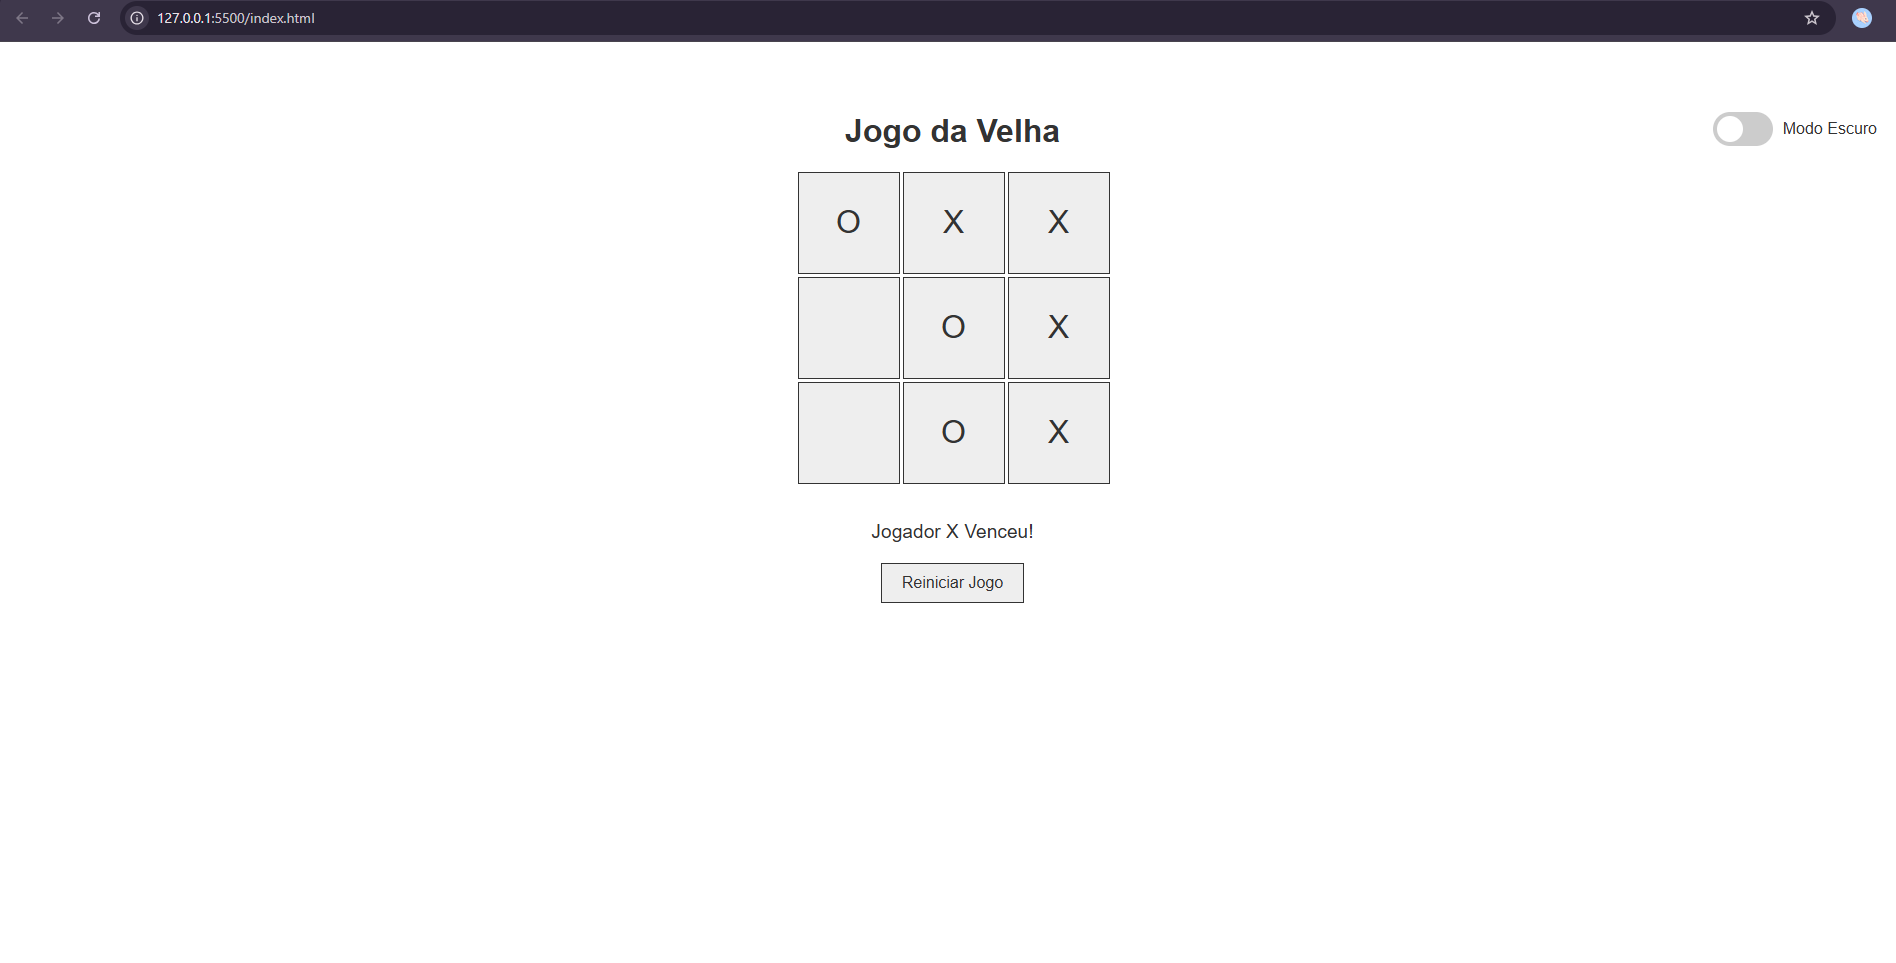 127.0.0.1:5500/index.html
Jogo da Velha
Modo Escuro
O X X
O X
O X
Jogador X Venceu!
Reiniciar Jogo